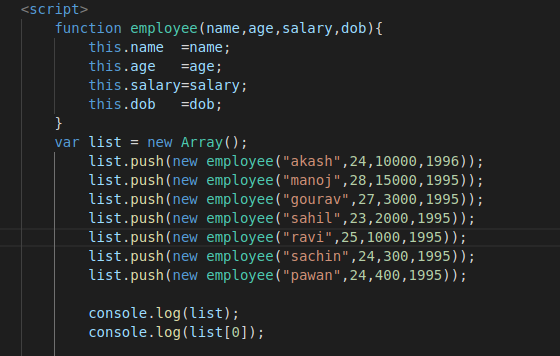 <script>
function employee(name,age,salary,dob){
this.name  =name;
this.age   =age;
this.salary=salary;
this.dob   =dob;
}
var list = new Array();
list.push(new employee("akash",24,10000,1996));
list.push(new employee("manoj",28,15000,1995));
list.push(new employee("gourav",27,3000,1995));
list.push(new employee("sahil",23,2000,1995));
list.push(new employee("ravi",25,1000,1995));
list.push(new employee("sachin",24,300,1995));
list.push(new employee("pawan",24,400,1995));
console.log(list);
console.log(list[0]);